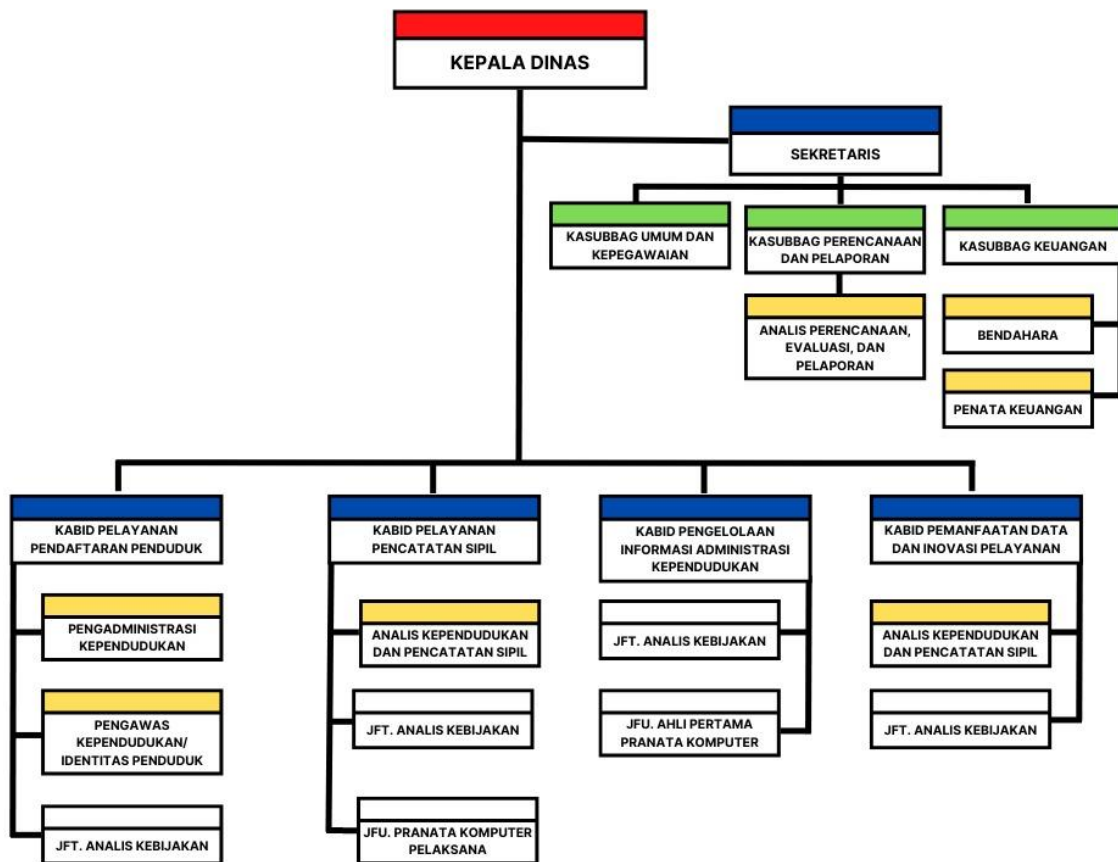 KEPALA DINAS
SEKRETARIS
KASUBBAG UMUM DAN
KEPEGAWAIAN
KASUBBAG PERENCANAAN
DAN PELAPORAN
KASUBBAG KEUANGAN
ANALIS PERENCANAAN,
EVALUASI, DAN
PELAPORAN
BENDAHARA
PENATA KEUANGAN
KABID PELAYANAN
PENDAFTARAN PENDUDUK
PENGADMINISTRASI
KEPENDUDUKAN
PENGAWAS
KEPENDUDUKAN/
IDENTITAS PENDUDUK
JFT. ANALIS KEBIJAKAN
KABID PELAYANAN
PENCATATAN SIPIL
ANALIS KEPENDUDUKAN
DAN PENCATATAN SIPIL
JFT. ANALIS KEBIJAKAN
JFU. PRANATA KOMPUTER
PELAKSANA
KABID PENGELOLAAN
INFORMASI ADMINISTRASI
KEPENDUDUKAN
JFT. ANALIS KEBIJAKAN
JFU. AHLI PERTAMA
PRANATA KOMPUTER
KABID PEMANFAATAN DATA
DAN INOVASI PELAYANAN
ANALIS KEPENDUDUKAN
DAN PENCATATAN SIPIL
JFT. ANALIS KEBIJAKAN